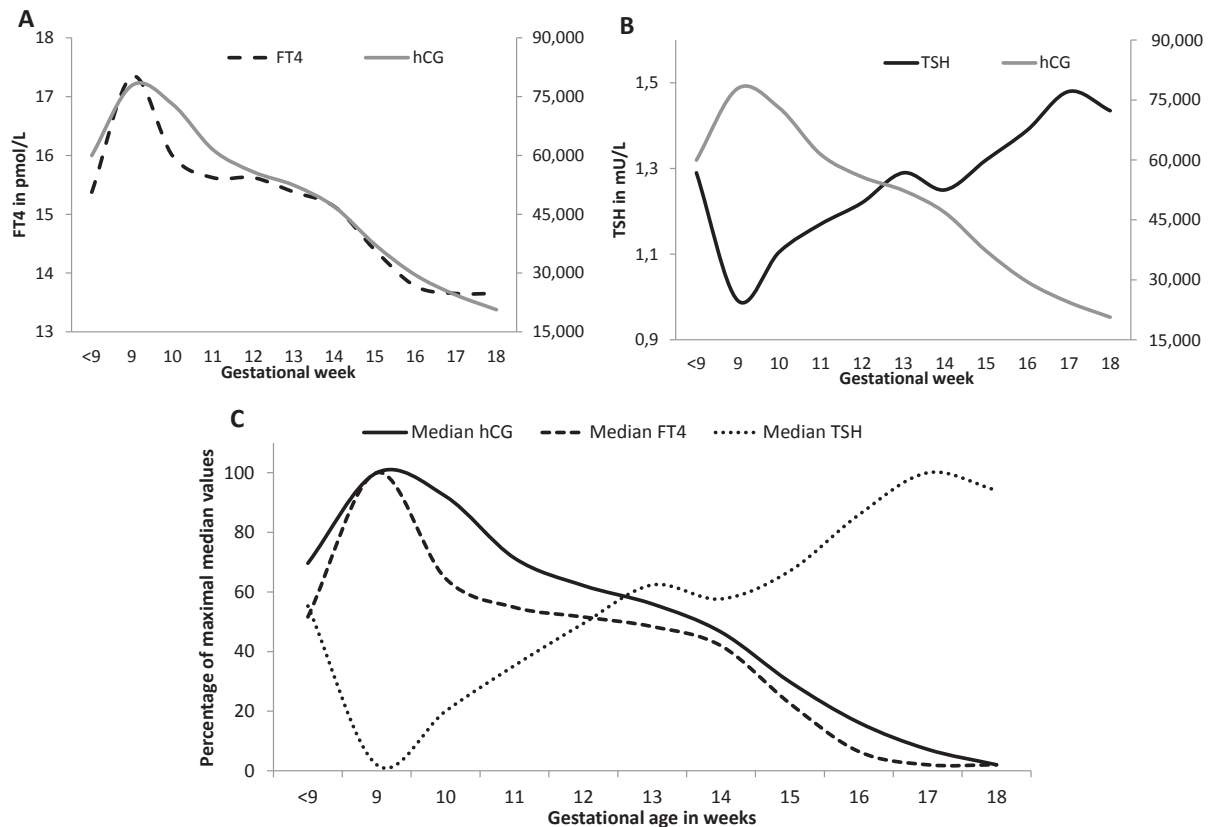 A
FT4 hCG
FT4 in pmol/L
18
17
16
15
14
13
90,000
75,000
60,000
45,000
30,000
15,000
<9 9 10 11 12 13 14 15 16 17 18
Gestational week
B
TSH hCG
TSH in mU/L
1,5
1,3
1,1
0,9
90,000
75,000
60,000
45,000
30,000
15,000
<9 9 10 11 12 13 14 15 16 17 18
Gestational week
C
Median hCG Median FT4 Median TSH
Percentage of maximal median values
100
80
60
40
20
0
<9 9 10 11 12 13 14 15 16 17 18
Gestational age in weeks